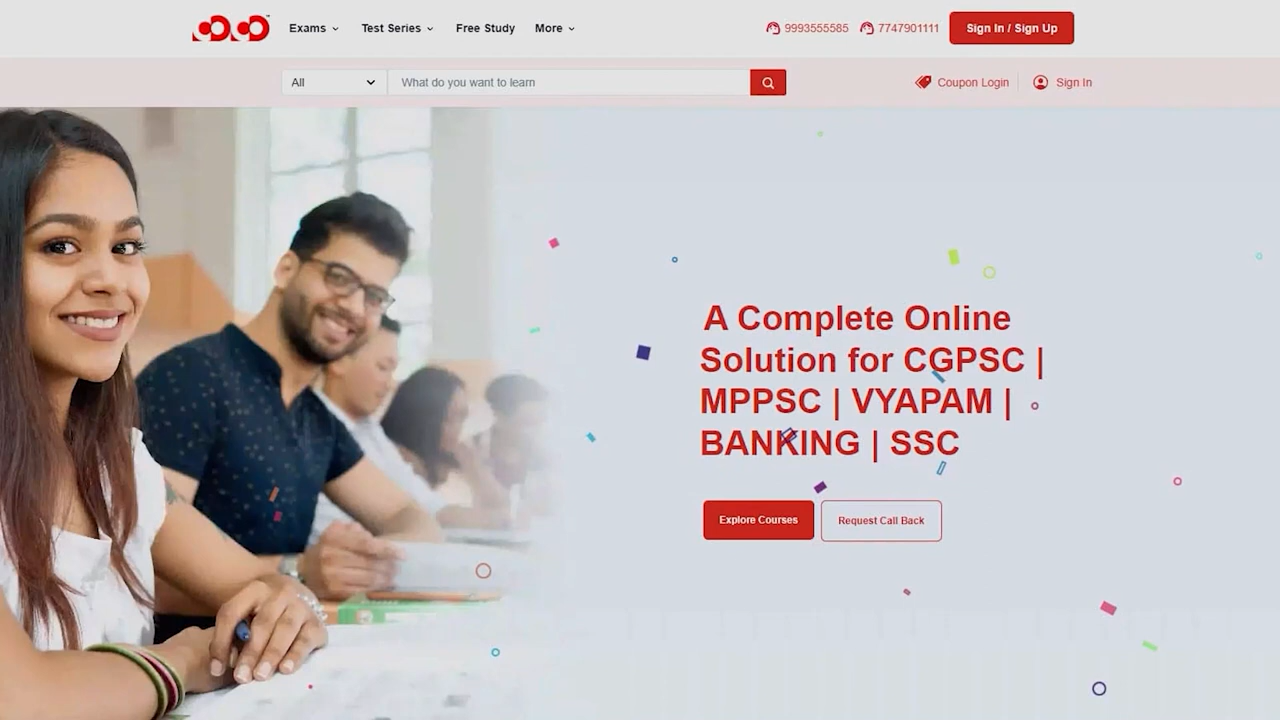 Exams
Test Series
Free Study
More
9993555585
7747901111
Sign In / Sign Up
All
What do you want to learn
Coupon Login
Sign In
A Complete Online
Solution for CGPSC |
MPPSC | VYAPAM |
BANKING | SSC
Explore Courses
Request Call Back